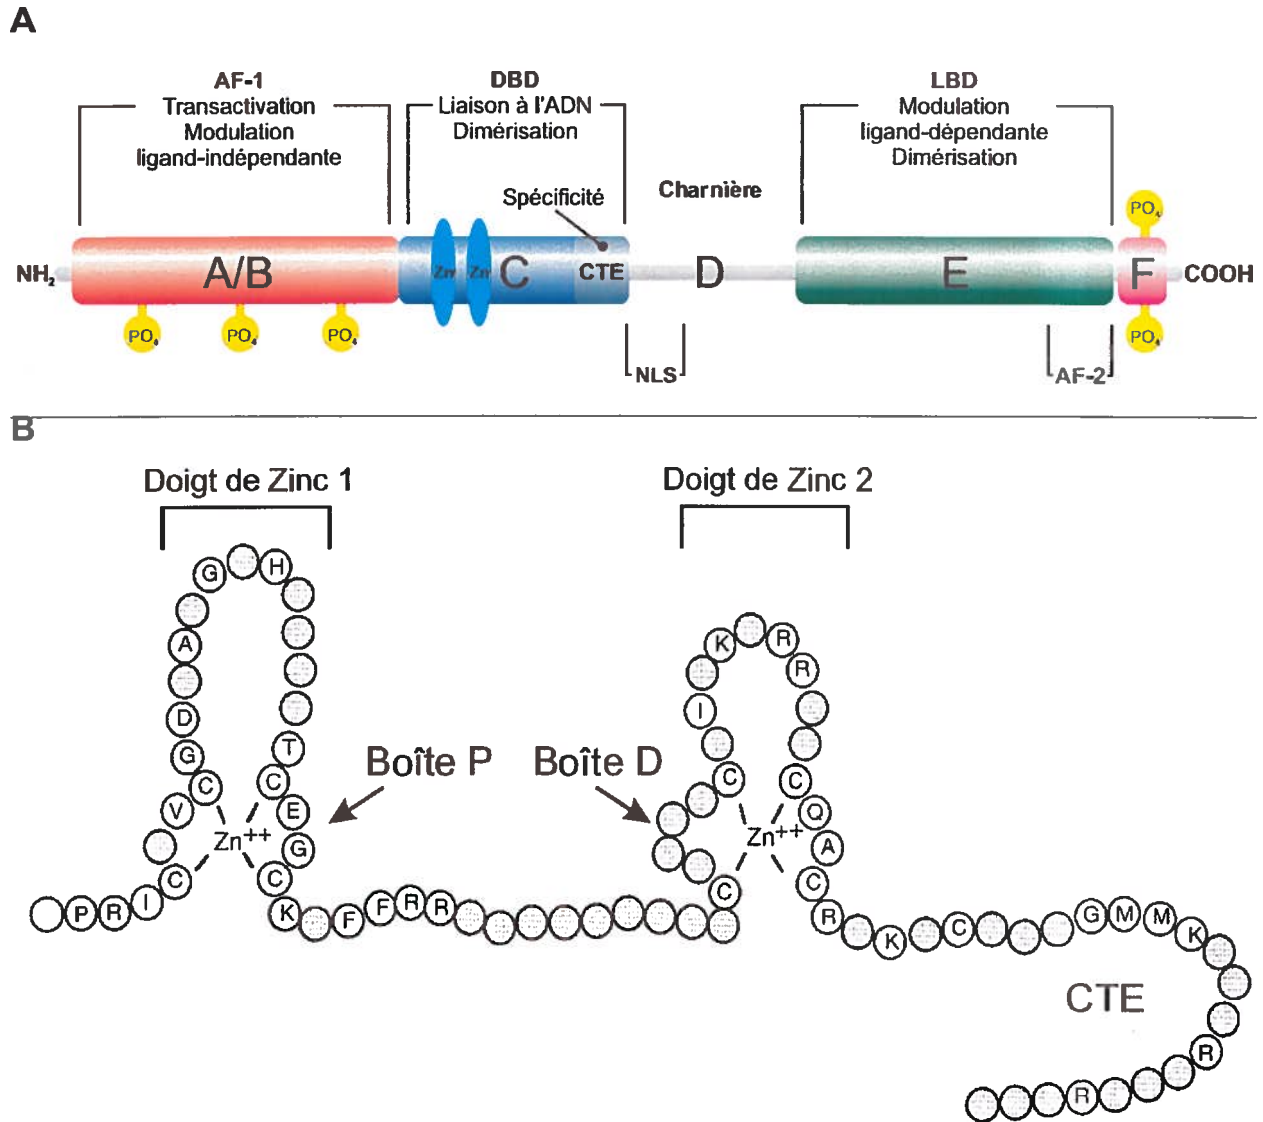 A
AF-1
Transactivation
Modulation
ligand-indépendante
DBD
Liaison à l'ADN
Dimérisation
LBD
Modulation
ligand-dépendante
Dimérisation
Spécificité
Charnière
PO₄
NH₂
A/B
Zn
Zn
C
CTE
D
E
F
COOH
PO₄
PO₄
PO₄
PO₄
NLS
AF-2
B
Doigt de Zinc 1
Doigt de Zinc 2
G H
A
D
G
C
V
T
C
E
G
C
Zn⁺⁺
P R I C
K F F R R
Boîte P
Boîte D
K R
R
I
C
C
Q
A
C
Zn⁺⁺
C
R K C G M M K
CTE
R
R